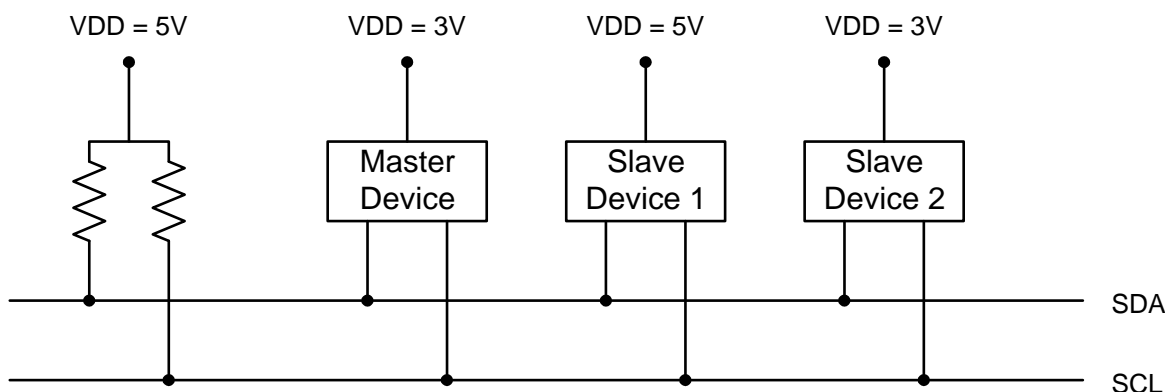 VDD = 5V
VDD = 3V
VDD = 5V
VDD = 3V
Master
Device
Slave
Device 1
Slave
Device 2
SDA
SCL